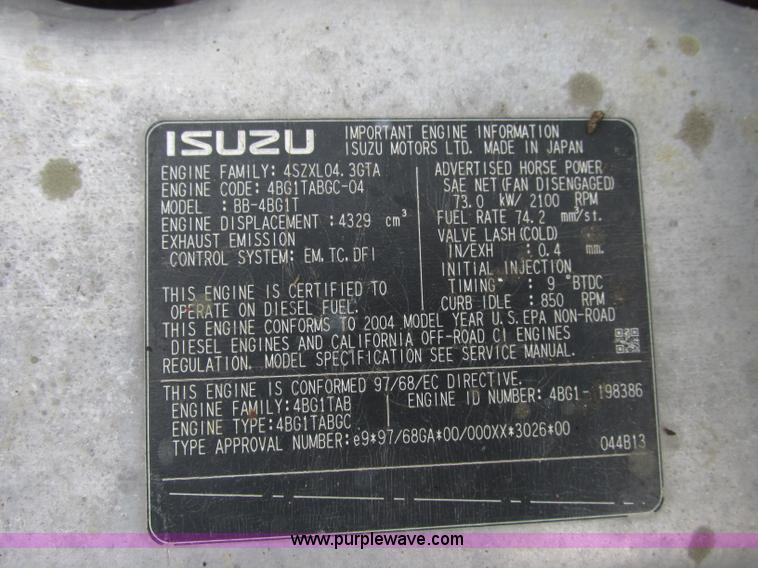 ISUZU IMPORTANT ENGINE INFORMATION
ISUZU MOTORS LTD. MADE IN JAPAN
ENGINE FAMILY: 4SZXL04.3GTA
ENGINE CODE: 4BG1TABGC-04
MODEL : BB-4BG1T
ENGINE DISPLACEMENT: 4329 cm³
EXHAUST EMISSION
CONTROL SYSTEM: EM,TC,DFI
ADVERTISED HORSE POWER
SAE NET(FAN DISENGAGED)
73.0 kW/ 2100 RPM
FUEL RATE 74.2 mm³/st.
VALVE LASH(COLD)
IN/EXH : 0.4 mm.
INITIAL INJECTION
TIMING : 9 °BTDC
CURB IDLE : 850 RPM
THIS ENGINE IS CERTIFIED TO
OPERATE ON DIESEL FUEL.
THIS ENGINE CONFORMS TO 2004 MODEL YEAR U.S.EPA NON-ROAD
DIESEL ENGINES AND CALIFORNIA OFF-ROAD CI ENGINES
REGULATION. MODEL SPECIFICATION SEE SERVICE MANUAL.
THIS ENGINE IS CONFORMED 97/68/EC DIRECTIVE.
ENGINE FAMILY:4BG1TAB ENGINE ID NUMBER: 4BG1- 198386
ENGINE TYPE:4BG1TABGC
TYPE APPROVAL NUMBER:e9*97/68GA*00/000XX*3026*00 044B13
www.purplewave.com